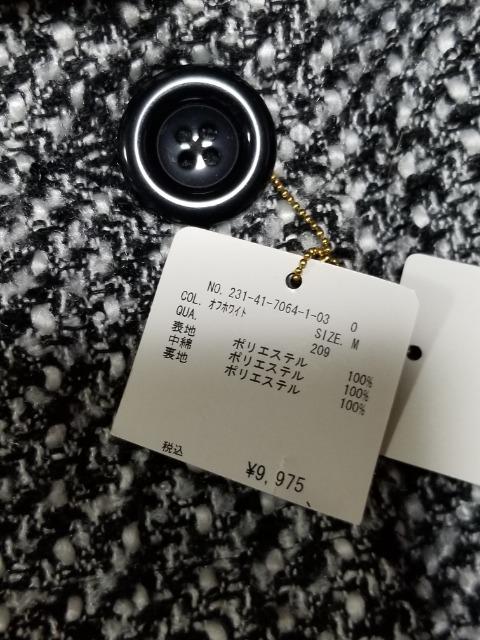 NO. 231-41-7064-1-03 0
COL. オフホワイト SIZE. M
QUA. 209
表地 ポリエステル 100%
中綿 ポリエステル 100%
裏地 ポリエステル 100%
税込 ¥9,975